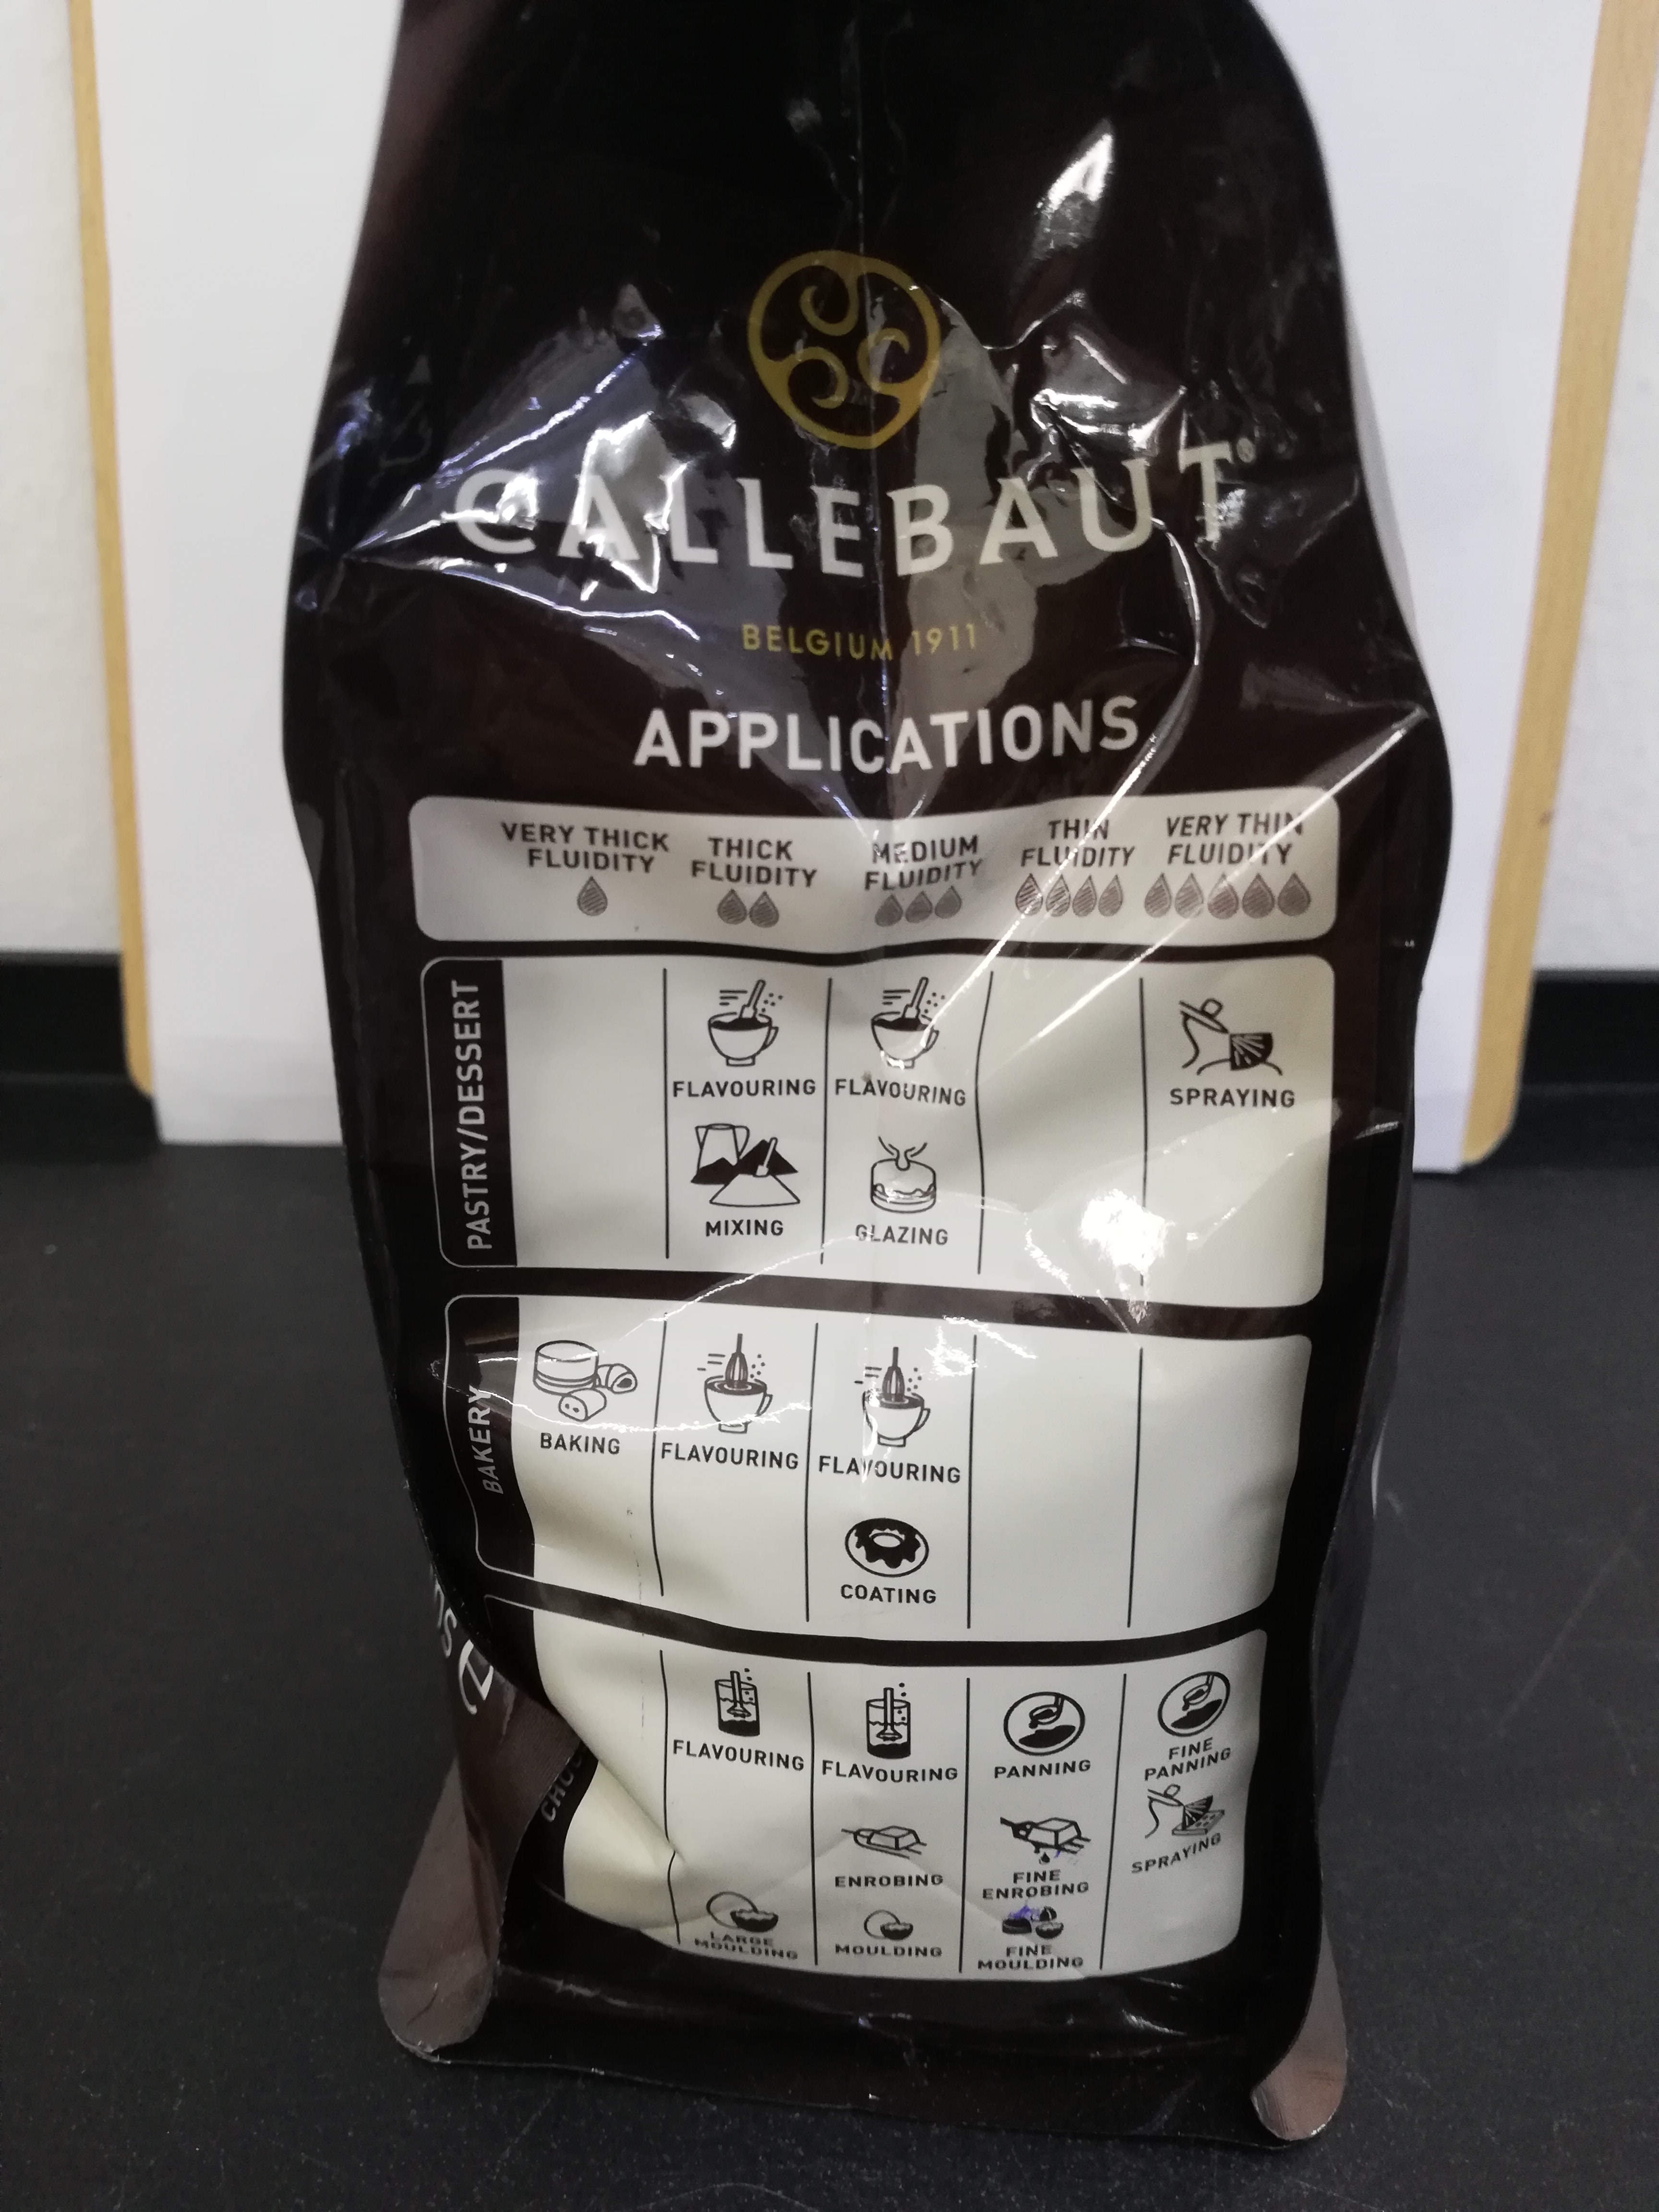 CALLEBAUT®
BELGIUM 1911
APPLICATIONS
VERY THICK
FLUIDITY
THICK
FLUIDITY
MEDIUM
FLUIDITY
THIN
FLUIDITY
VERY THIN
FLUIDITY
PASTRY/DESSERT
FLAVOURING
FLAVOURING
SPRAYING
MIXING
GLAZING
BAKERY
BAKING
FLAVOURING
FLAVOURING
COATING
FLAVOURING
FLAVOURING
PANNING
FINE
PANNING
ENROBING
FINE
ENROBING
SPRAYING
LARGE
MOULDING
MOULDING
FINE
MOULDING